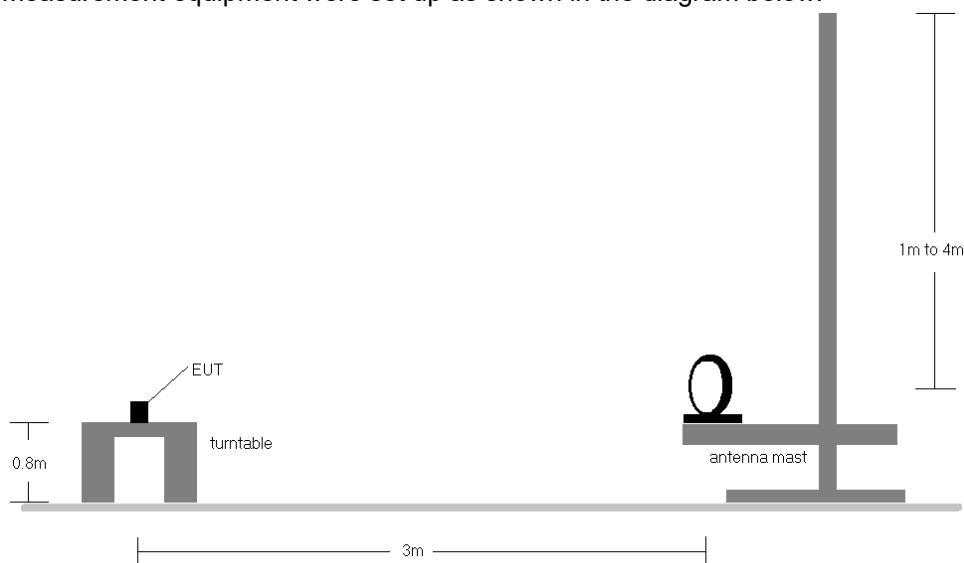 measurement equipment were set up as shown in the diagram below.
1m to 4m
EUT
turntable
0.8m
antenna mast
3m